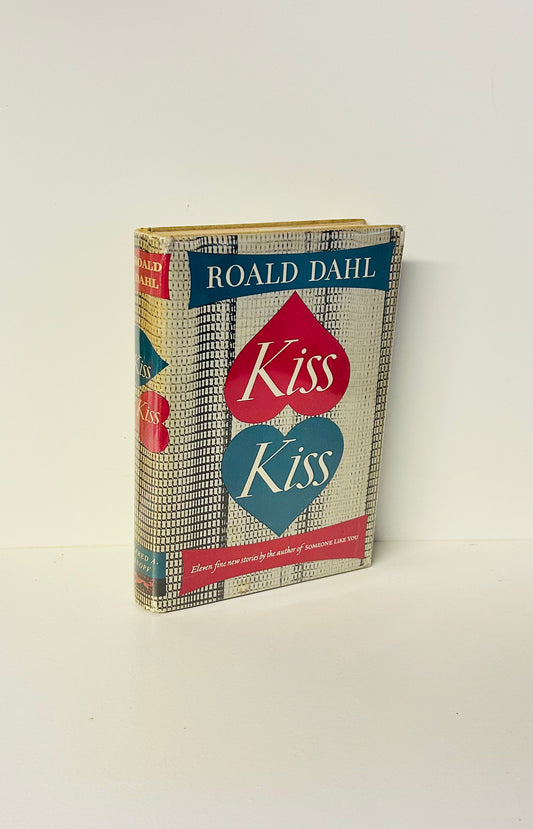 ROALD
DAHL
Kiss
Kiss
ROALD DAHL
Kiss
Kiss
Eleven fine new stories by the author of SOMEONE LIKE YOU